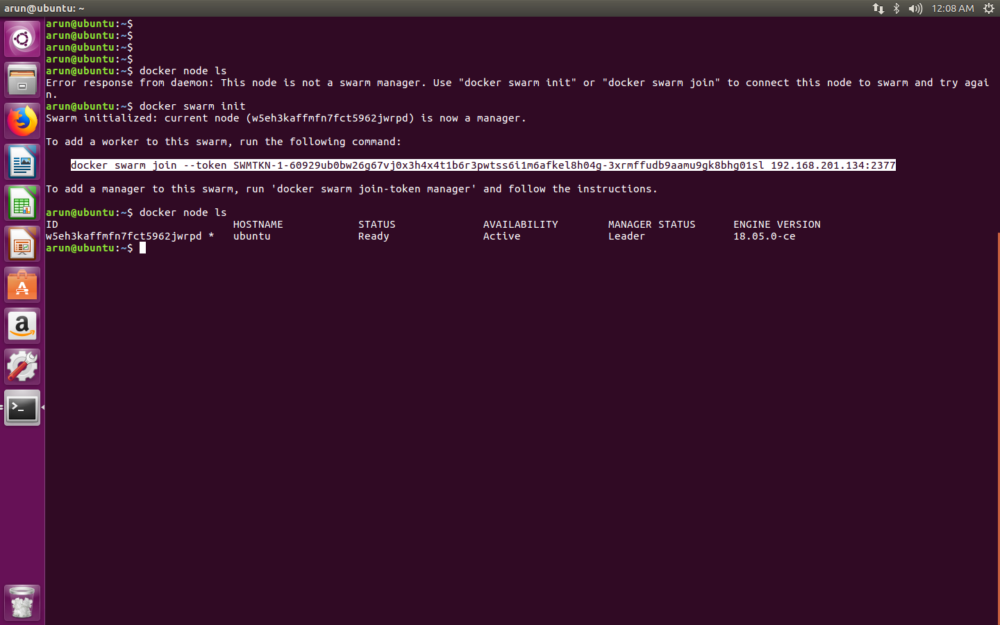 arun@ubuntu: ~
12:08 AM
arun@ubuntu:~$
arun@ubuntu:~$
arun@ubuntu:~$
arun@ubuntu:~$
arun@ubuntu:~$ docker node ls
Error response from daemon: This node is not a swarm manager. Use "docker swarm init" or "docker swarm join" to connect this node to swarm and try agai
n.
arun@ubuntu:~$ docker swarm init
Swarm initialized: current node (w5eh3kaffmfn7fct5962jwrpd) is now a manager.
To add a worker to this swarm, run the following command:
docker swarm join --token SWMTKN-1-60929ub0bw26g67vj0x3h4x4t1b6r3pwtss6i1m6afkel8h04g-3xrmffudb9aamu9gk8bhg01sl 192.168.201.134:2377
To add a manager to this swarm, run 'docker swarm join-token manager' and follow the instructions.
arun@ubuntu:~$ docker node ls
ID HOSTNAME STATUS AVAILABILITY MANAGER STATUS ENGINE VERSION
w5eh3kaffmfn7fct5962jwrpd * ubuntu Ready Active Leader 18.05.0-ce
arun@ubuntu:~$